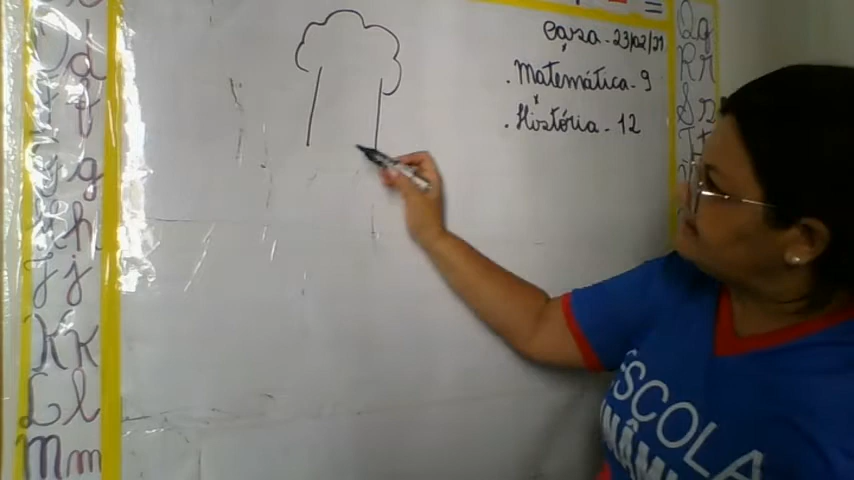 Casa - 23/02/21
. Matemática - 9
. História - 12
D d
g
h
J j
K k
L l
M m
Q q
R r
S s
T t
ESCOLA